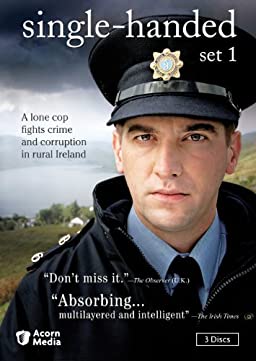 single-handed
set 1
A lone cop
fights crime
and corruption
in rural Ireland
"Don't miss it."—The Observer (U.K.)
"Absorbing...
multilayered and intelligent" —The Irish Times
Acorn
Media
3 Discs